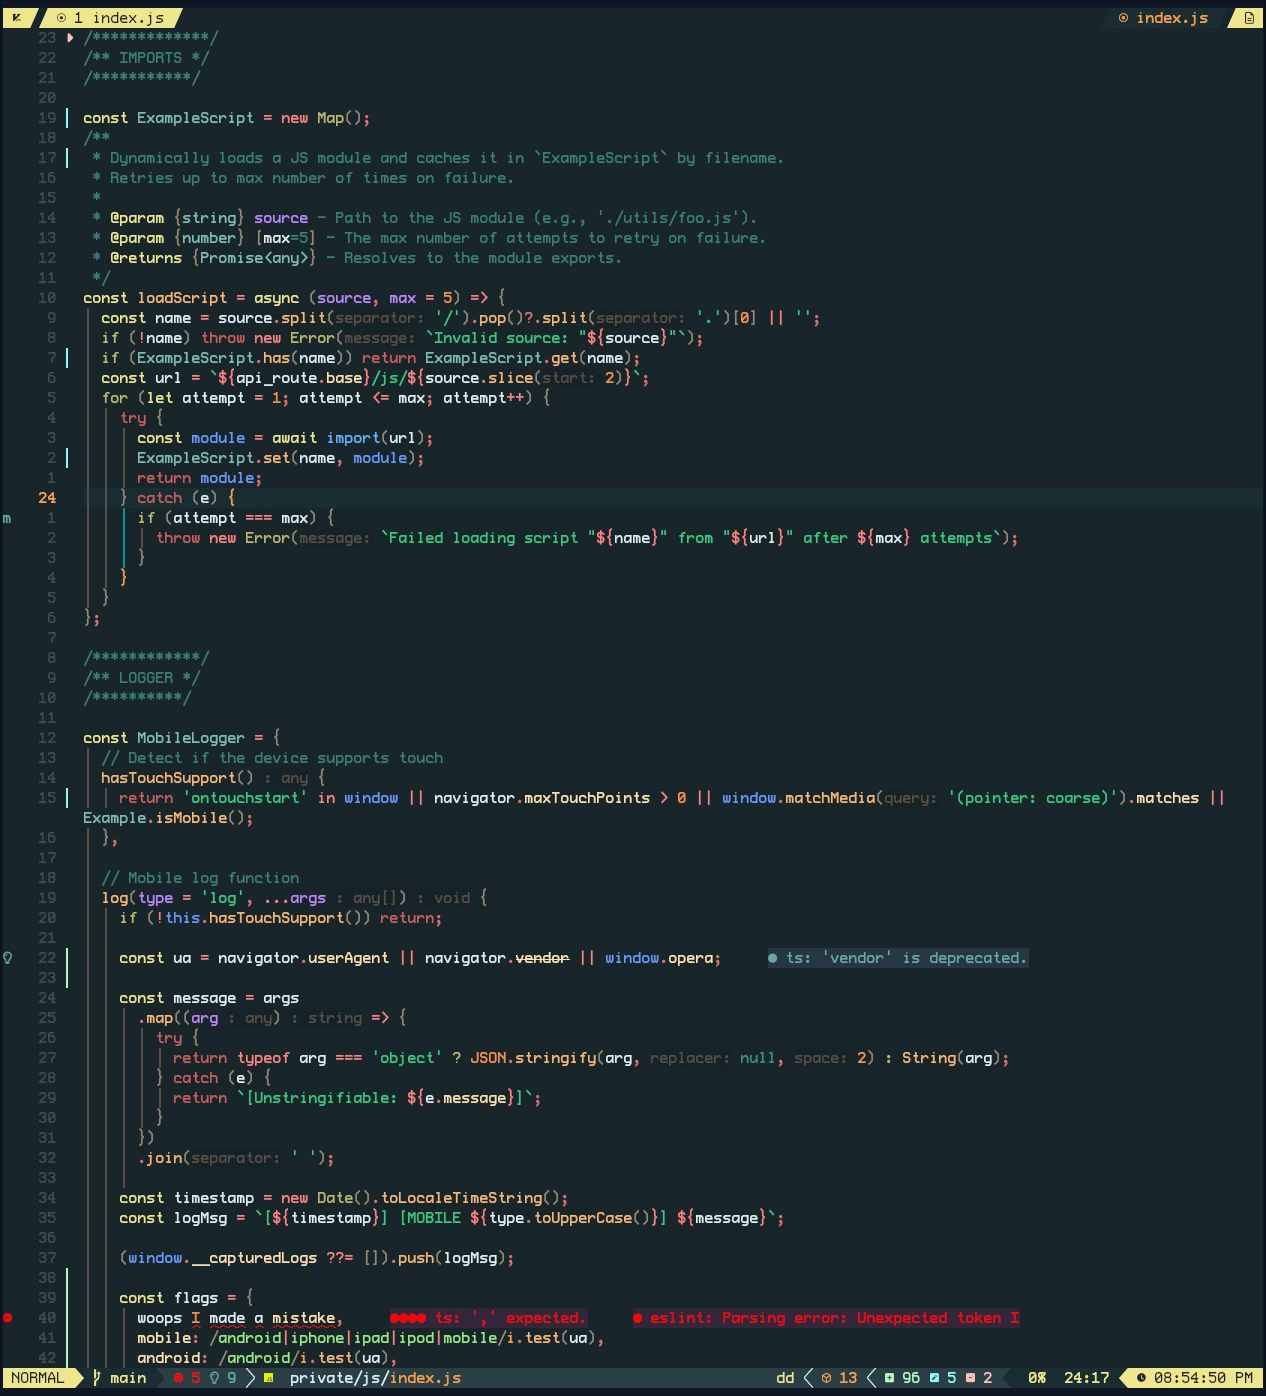 1 index.js index.js
23 /*************/
22 /** IMPORTS */
21 /***********/
20
19 const ExampleScript = new Map();
18 /**
17  * Dynamically loads a JS module and caches it in `ExampleScript` by filename.
16  * Retries up to max number of times on failure.
15  *
14  * @param {string} source - Path to the JS module (e.g., './utils/foo.js').
13  * @param {number} [max=5] - The max number of attempts to retry on failure.
12  * @returns {Promise<any>} - Resolves to the module exports.
11  */
10 const loadScript = async (source, max = 5) => {
9   const name = source.split(separator: '/').pop()?.split(separator: '.')[0] || '';
8   if (!name) throw new Error(message: `Invalid source: "${source}"`);
7   if (ExampleScript.has(name)) return ExampleScript.get(name);
6   const url = `${api_route.base}/js/${source.slice(start: 2)}`;
5   for (let attempt = 1; attempt <= max; attempt++) {
4     try {
3       const module = await import(url);
2       ExampleScript.set(name, module);
1       return module;
24     } catch (e) {
m 1       if (attempt === max) {
2         throw new Error(message: `Failed loading script "${name}" from "${url}" after ${max} attempts`);
3       }
4     }
5   }
6 };
7
8 /************/
9 /** LOGGER */
10 /**********/
11
12 const MobileLogger = {
13   // Detect if the device supports touch
14   hasTouchSupport() : any {
15     return 'ontouchstart' in window || navigator.maxTouchPoints > 0 || window.matchMedia(query: '(pointer: coarse)').matches ||
Example.isMobile();
16   },
17
18   // Mobile log function
19   log(type = 'log', ...args : any[]) : void {
20     if (!this.hasTouchSupport()) return;
21
22     const ua = navigator.userAgent || navigator.vendor || window.opera; ● ts: 'vendor' is deprecated.
23
24     const message = args
25       .map((arg : any) : string => {
26         try {
27           return typeof arg === 'object' ? JSON.stringify(arg, replacer: null, space: 2) : String(arg);
28         } catch (e) {
29           return `[Unstringifiable: ${e.message}]`;
30         }
31       })
32       .join(separator: ' ');
33
34     const timestamp = new Date().toLocaleTimeString();
35     const logMsg = `[${timestamp}] [MOBILE ${type.toUpperCase()}] ${message}`;
36
37     (window.__capturedLogs ??= []).push(logMsg);
38
39     const flags = {
40       woops I made a mistake, ●●●● ts: ',' expected. ● eslint: Parsing error: Unexpected token I
41       mobile: /android|iphone|ipad|ipod|mobile/i.test(ua),
42       android: /android/i.test(ua),
NORMAL main 5 9 private/js/index.js dd 13 96 5 2 0% 24:17 08:54:50 PM